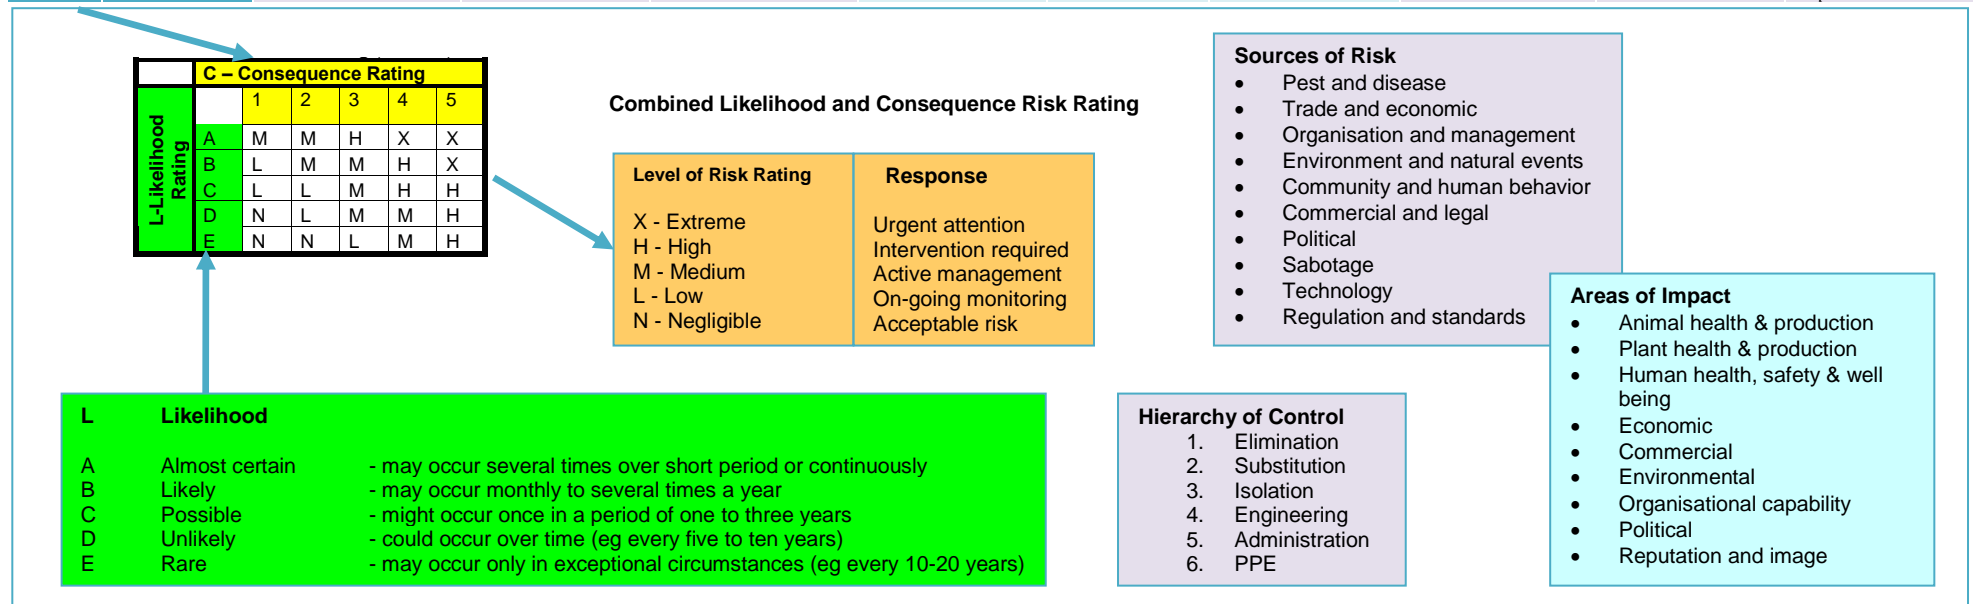 C – Consequence Rating
L-Likelihood
Rating
1 2 3 4 5
A M M H X X
B L M M H X
C L L M H H
D N L M M H
E N N L M H
Combined Likelihood and Consequence Risk Rating
Level of Risk Rating Response
X - Extreme Urgent attention
H - High Intervention required
M - Medium Active management
L - Low On-going monitoring
N - Negligible Acceptable risk
Sources of Risk
• Pest and disease
• Trade and economic
• Organisation and management
• Environment and natural events
• Community and human behavior
• Commercial and legal
• Political
• Sabotage
• Technology
• Regulation and standards
Areas of Impact
• Animal health & production
• Plant health & production
• Human health, safety & well
being
• Economic
• Commercial
• Environmental
• Organisational capability
• Political
• Reputation and image
L Likelihood
A Almost certain - may occur several times over short period or continuously
B Likely - may occur monthly to several times a year
C Possible - might occur once in a period of one to three years
D Unlikely - could occur over time (eg every five to ten years)
E Rare - may occur only in exceptional circumstances (eg every 10-20 years)
Hierarchy of Control
1. Elimination
2. Substitution
3. Isolation
4. Engineering
5. Administration
6. PPE